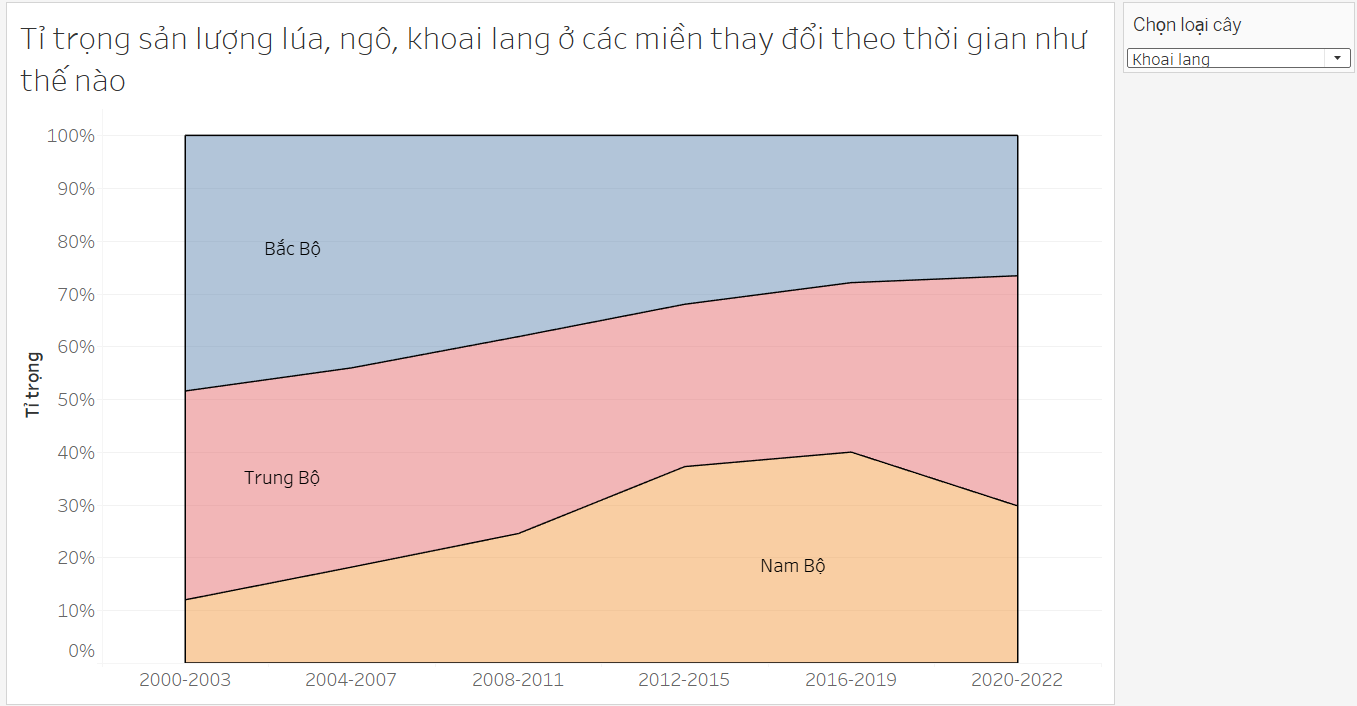 Tỉ trọng sản lượng lúa, ngô, khoai lang ở các miền thay đổi theo thời gian như
thế nào
Chọn loại cây
Khoai lang
100%
90%
80%
70%
60%
50%
40%
30%
20%
10%
0%
Tỉ trọng
Bắc Bộ
Trung Bộ
Nam Bộ
2000-2003
2004-2007
2008-2011
2012-2015
2016-2019
2020-2022